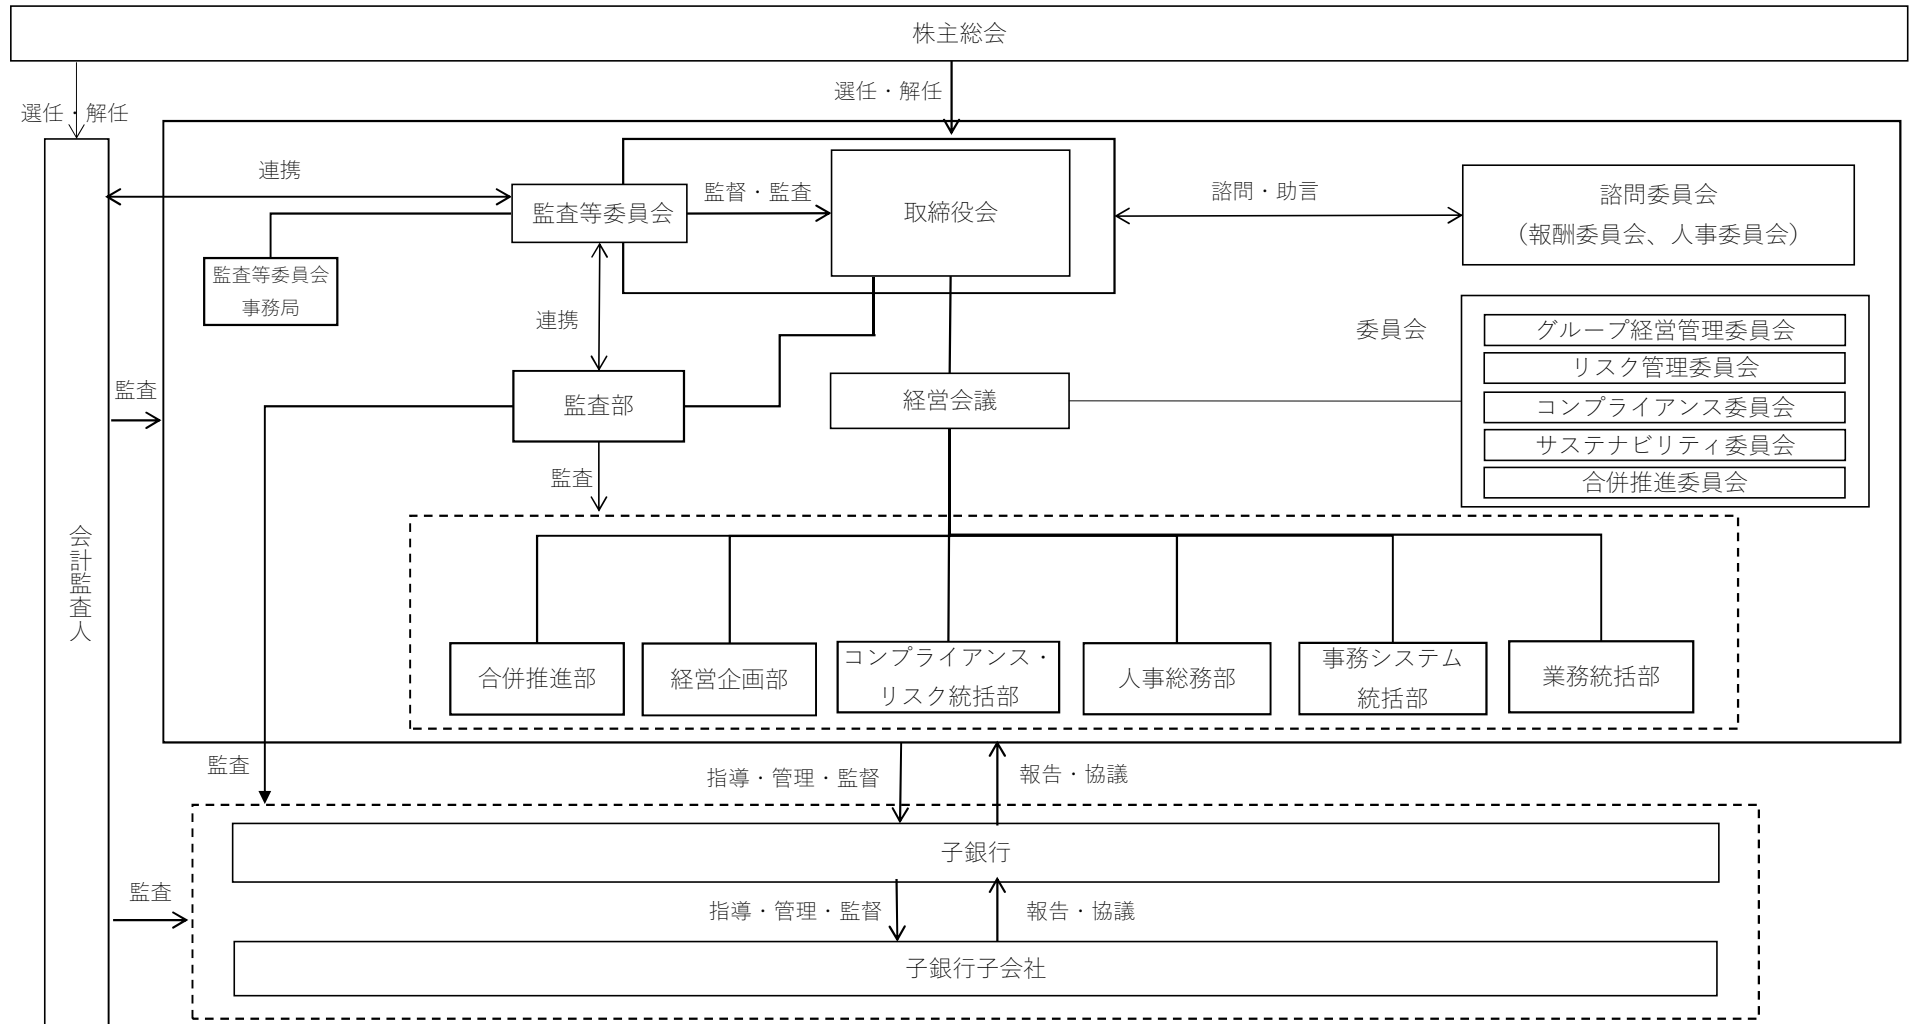 株主総会
選任・解任
選任・解任
連携
監査等委員会
監督・監査
取締役会
諮問・助言
諮問委員会
（報酬委員会、人事委員会）
監査等委員会
事務局
連携
委員会
グループ経営管理委員会
リスク管理委員会
コンプライアンス委員会
サステナビリティ委員会
合併推進委員会
監査
監査部
経営会議
監査
会計監査人
合併推進部
経営企画部
コンプライアンス・
リスク統括部
人事総務部
事務システム
統括部
業務統括部
監査
指導・管理・監督
報告・協議
子銀行
監査
指導・管理・監督
報告・協議
子銀行子会社